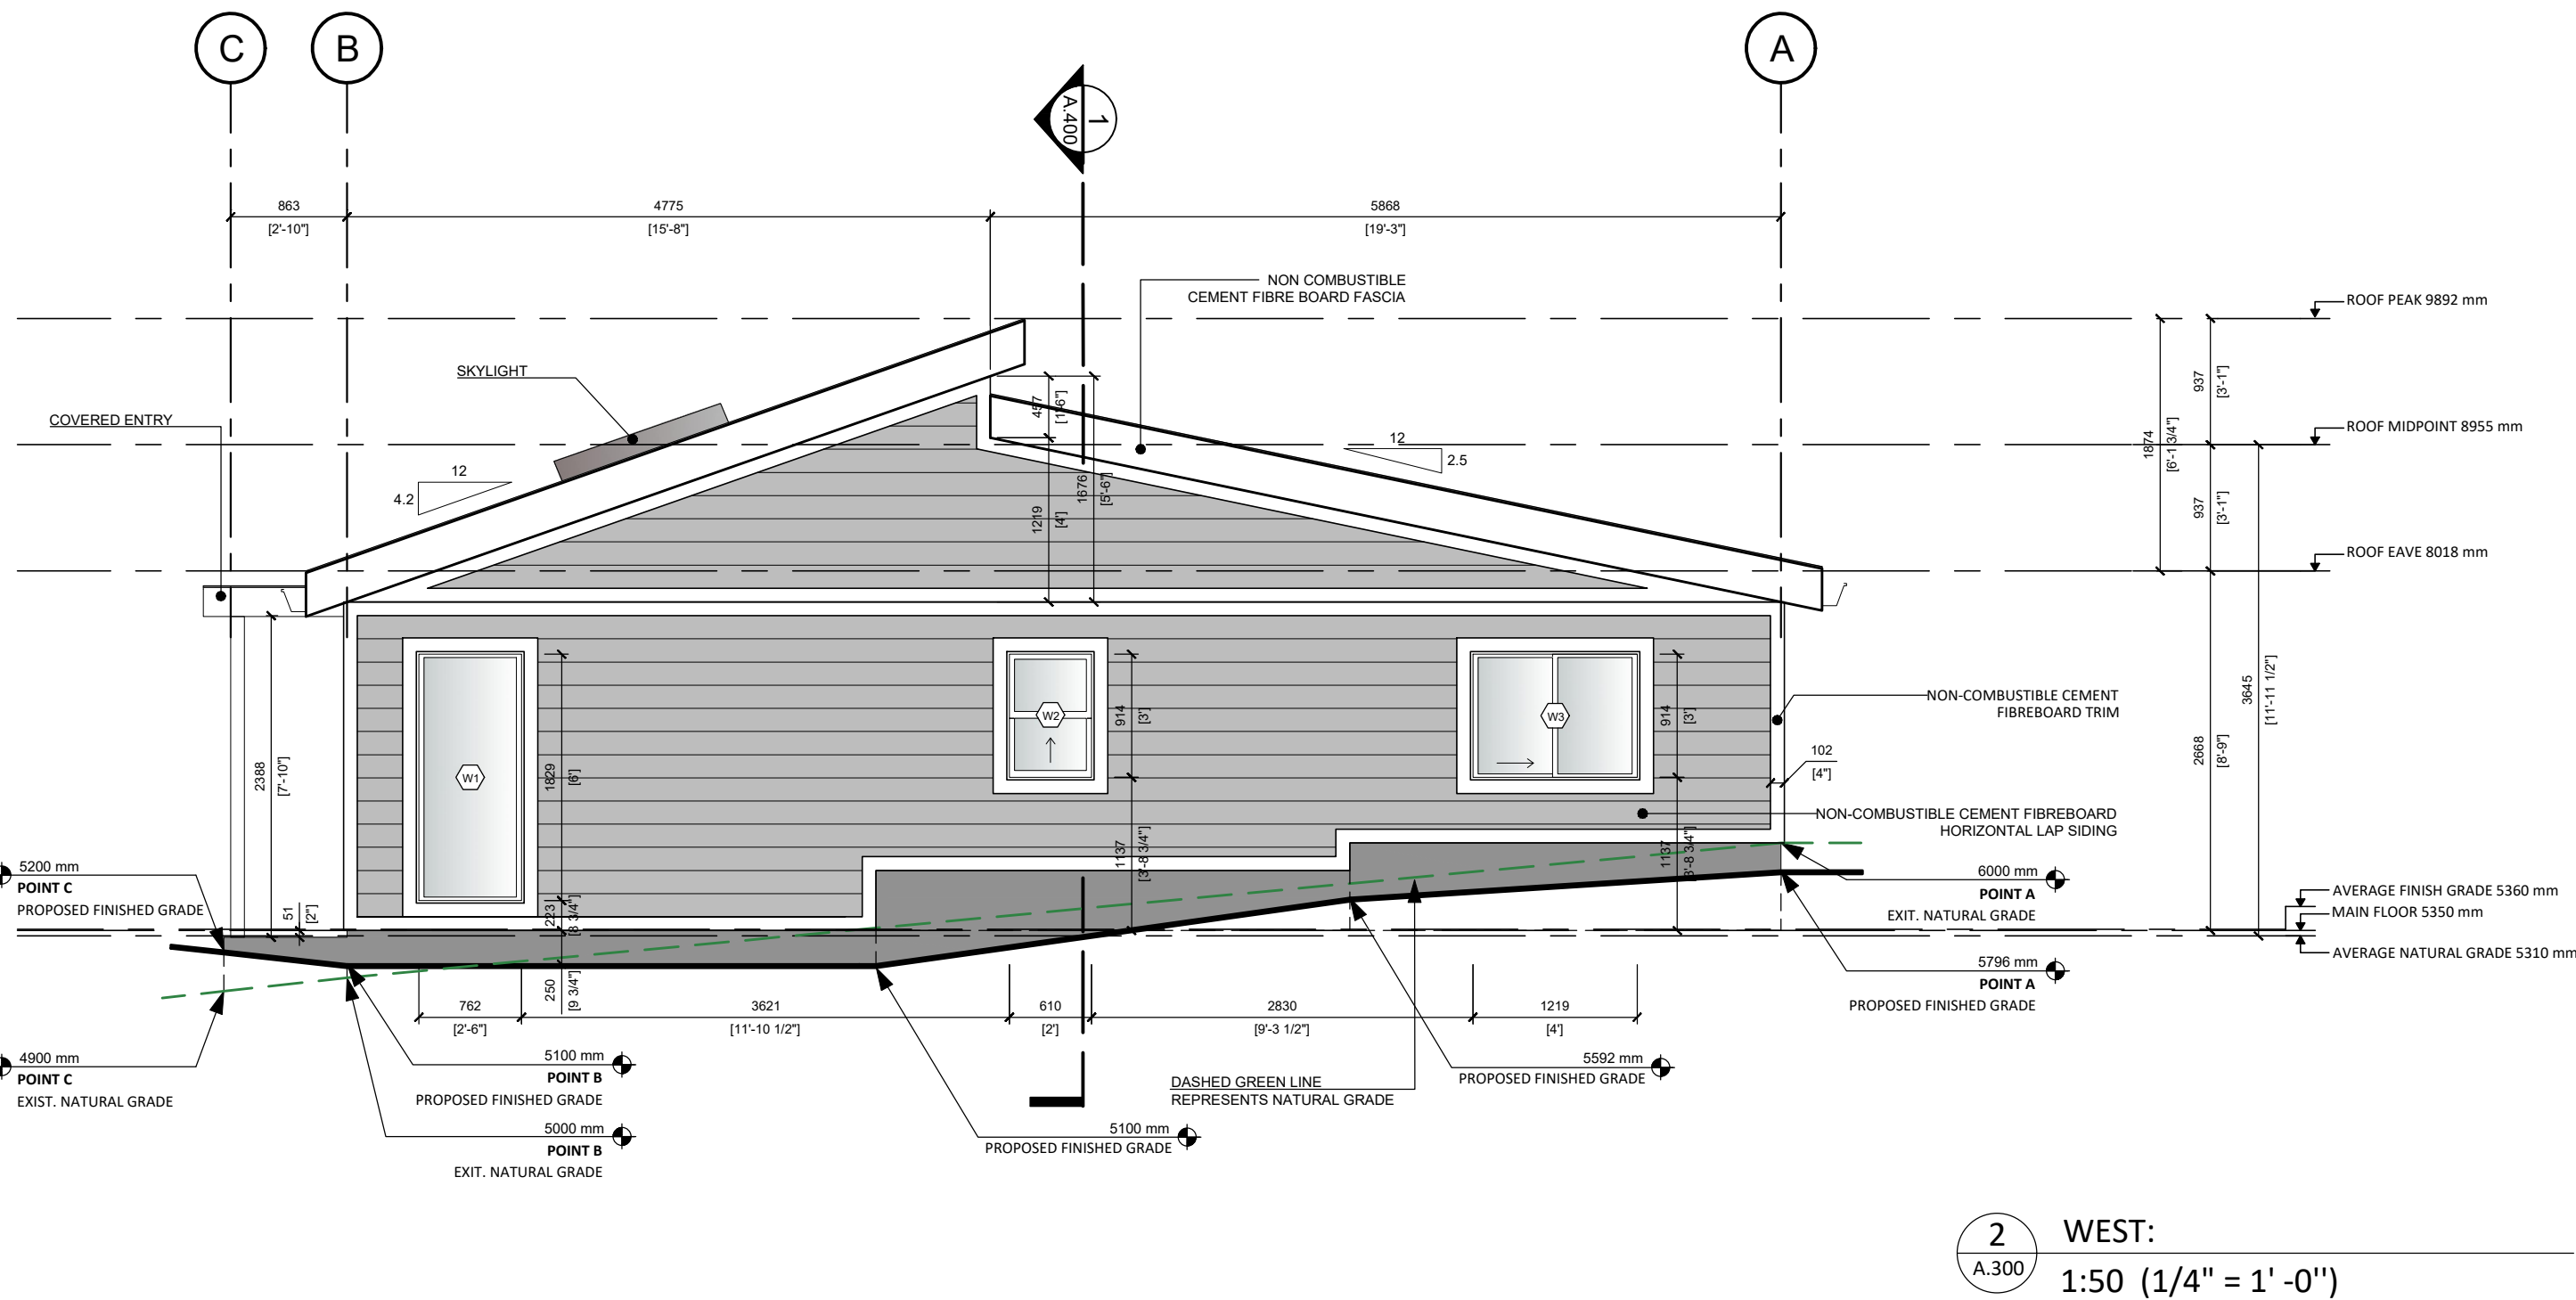 C
B
A
1
A.400
863
[2'-10"]
4775
[15'-8"]
5868
[19'-3"]
NON COMBUSTIBLE
CEMENT FIBRE BOARD FASCIA
ROOF PEAK 9892 mm
SKYLIGHT
COVERED ENTRY
457
[1'-6"]
937
[3'-1"]
1874
[6'-1 3/4"]
ROOF MIDPOINT 8955 mm
12
2.5
12
4.2
1676
[5'-6"]
1219
[4']
937
[3'-1"]
ROOF EAVE 8018 mm
W1
W2
W3
1829
[6']
914
[3']
914
[3']
NON-COMBUSTIBLE CEMENT
FIBREBOARD TRIM
3645
[11'-11 1/2"]
2668
[8'-9"]
102
[4"]
2388
[7'-10"]
NON-COMBUSTIBLE CEMENT FIBREBOARD
HORIZONTAL LAP SIDING
1137
[3'-8 3/4"]
1137
[3'-8 3/4"]
5200 mm
POINT C
PROPOSED FINISHED GRADE
51
[2"]
223
[8 3/4"]
6000 mm
POINT A
EXIT. NATURAL GRADE
AVERAGE FINISH GRADE 5360 mm
MAIN FLOOR 5350 mm
AVERAGE NATURAL GRADE 5310 mm
5796 mm
POINT A
PROPOSED FINISHED GRADE
250
[9 3/4"]
762
[2'-6"]
3621
[11'-10 1/2"]
610
[2']
2830
[9'-3 1/2"]
1219
[4']
4900 mm
POINT C
EXIST. NATURAL GRADE
5100 mm
POINT B
PROPOSED FINISHED GRADE
5000 mm
POINT B
EXIT. NATURAL GRADE
5100 mm
PROPOSED FINISHED GRADE
DASHED GREEN LINE
REPRESENTS NATURAL GRADE
5592 mm
PROPOSED FINISHED GRADE
2
A.300
WEST:
1:50 (1/4" = 1' -0'')